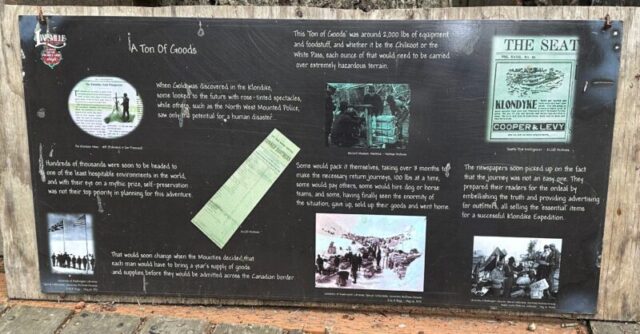 A Ton Of Goods
When Gold was discovered in the Klondike,
some looked to the future with rose-tinted spectacles,
while others, such as the North West Mounted Police,
saw only the potential for a human disaster.
Hundreds of thousands were soon to be headed to
one of the least hospitable environments in the world,
and with their eye on a mythic prize, self-preservation
was not their top priority in planning for this adventure.
That would soon change when the Mounties decided that
each man would have to bring a year's supply of goods
and supplies before they would be admitted across the Canadian border
This 'Ton of Goods' was around 2,000 lbs of equipment
and foodstuff, and whether it be the Chilkoot or the
White Pass, each ounce of that would need to be carried
over extremely hazardous terrain.
Some would pack it themselves, taking over 9 months to
make the necessary return journeys, 100 lbs at a time,
some would pay others, some would hire dog or horse
teams, and some, having finally seen the enormity of
the situation, gave up, sold up their goods and went home.
THE SEAT
KLONDYKE
COOPER & LEVY
The newspapers soon picked up on the fact
that the journey was not an easy one. They
prepared their readers for the ordeal by
embellishing the truth and providing advertising
for outfitters, all selling the 'essential' items
for a successful Klondike Expedition.